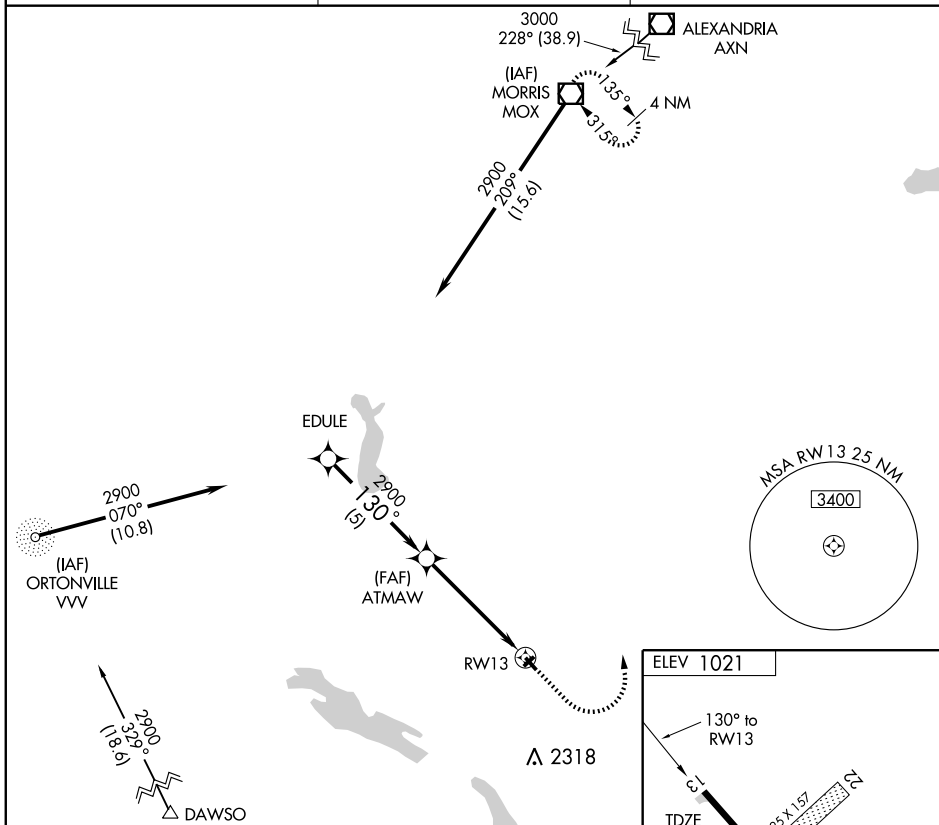 3000
228° (38.9)
ALEXANDRIA
AXN
(IAF)
MORRIS
MOX
135°
4 NM
315°
2900
209°
(15.6)
EDULE
2900
130°
(5)
MSA RW13 25 NM
3400
2900
070°
(10.8)
(IAF)
ORTONVILLE
VVV
(FAF)
ATMAW
RW13
ELEV 1021
130° to
RW13
2900
329°
(18.6)
2318
13
22
X 157
TDZE
DAWSO